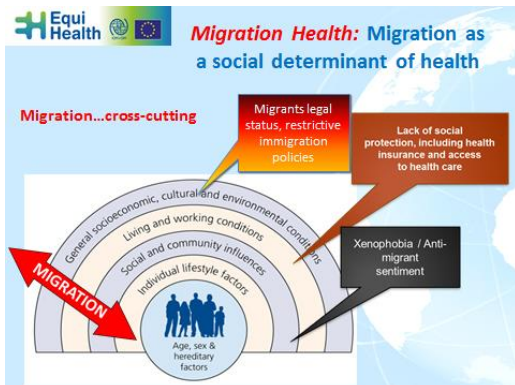 Equi
Health
Migration Health: Migration as
a social determinant of health
Migration...cross-cutting
Migrants legal
status, restrictive
immigration
policies
Lack of social
protection, including health
insurance and access
to health care
Xenophobia / Anti-
migrant
sentiment
General socioeconomic, cultural and environmental conditions
Living and working conditions
Social and community influences
Individual lifestyle factors
MIGRATION
Age, sex &
hereditary
factors